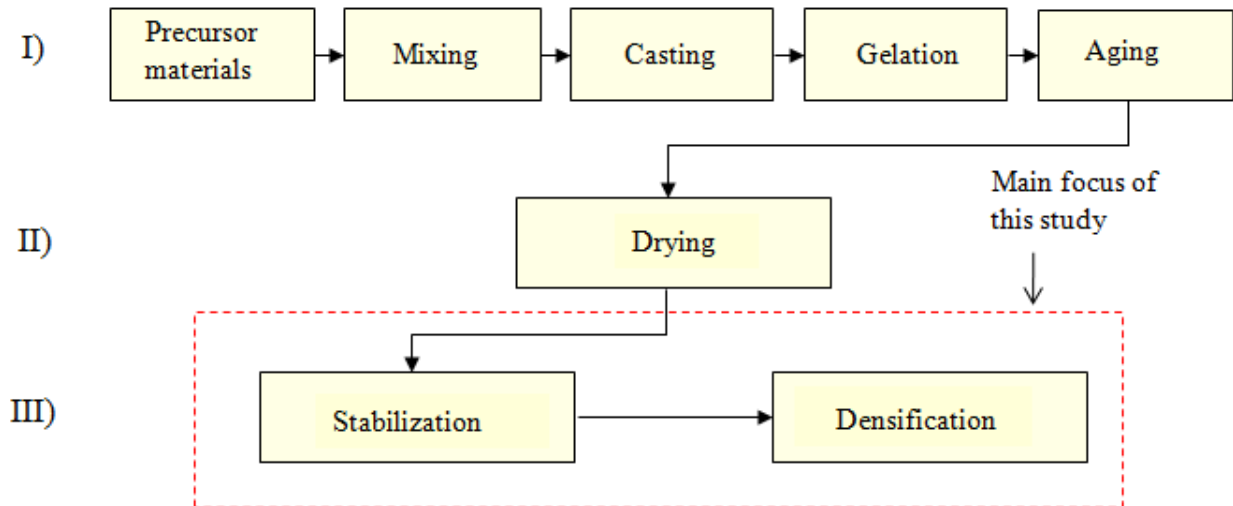 I)
Precursor
materials
Mixing
Casting
Gelation
Aging
Main focus of
this study
II)
Drying
III)
Stabilization
Densification